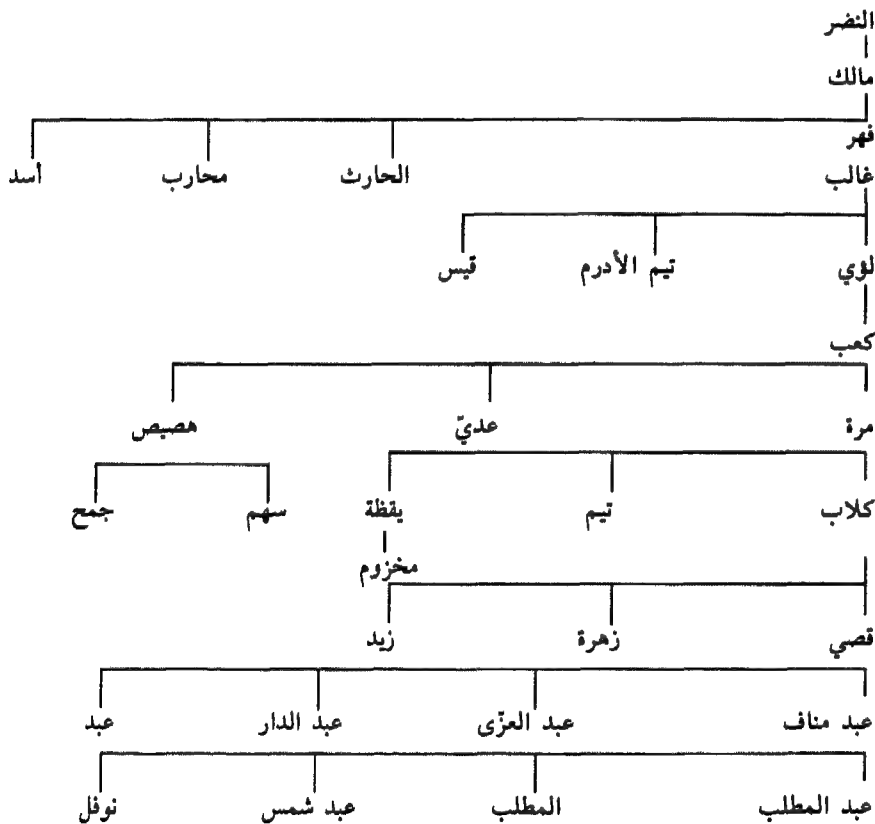 النضر
مالك
فهر
غالب الحارث محارب أسد
لؤي تيم الأدرم قيس
كعب
مرة عديّ هصيص
كلاب تيم يقظة سهم جمح
مخزوم
قصي زهرة زيد
عبد مناف عبد العزّى عبد الدار عبد
عبد المطلب المطلب عبد شمس نوفل